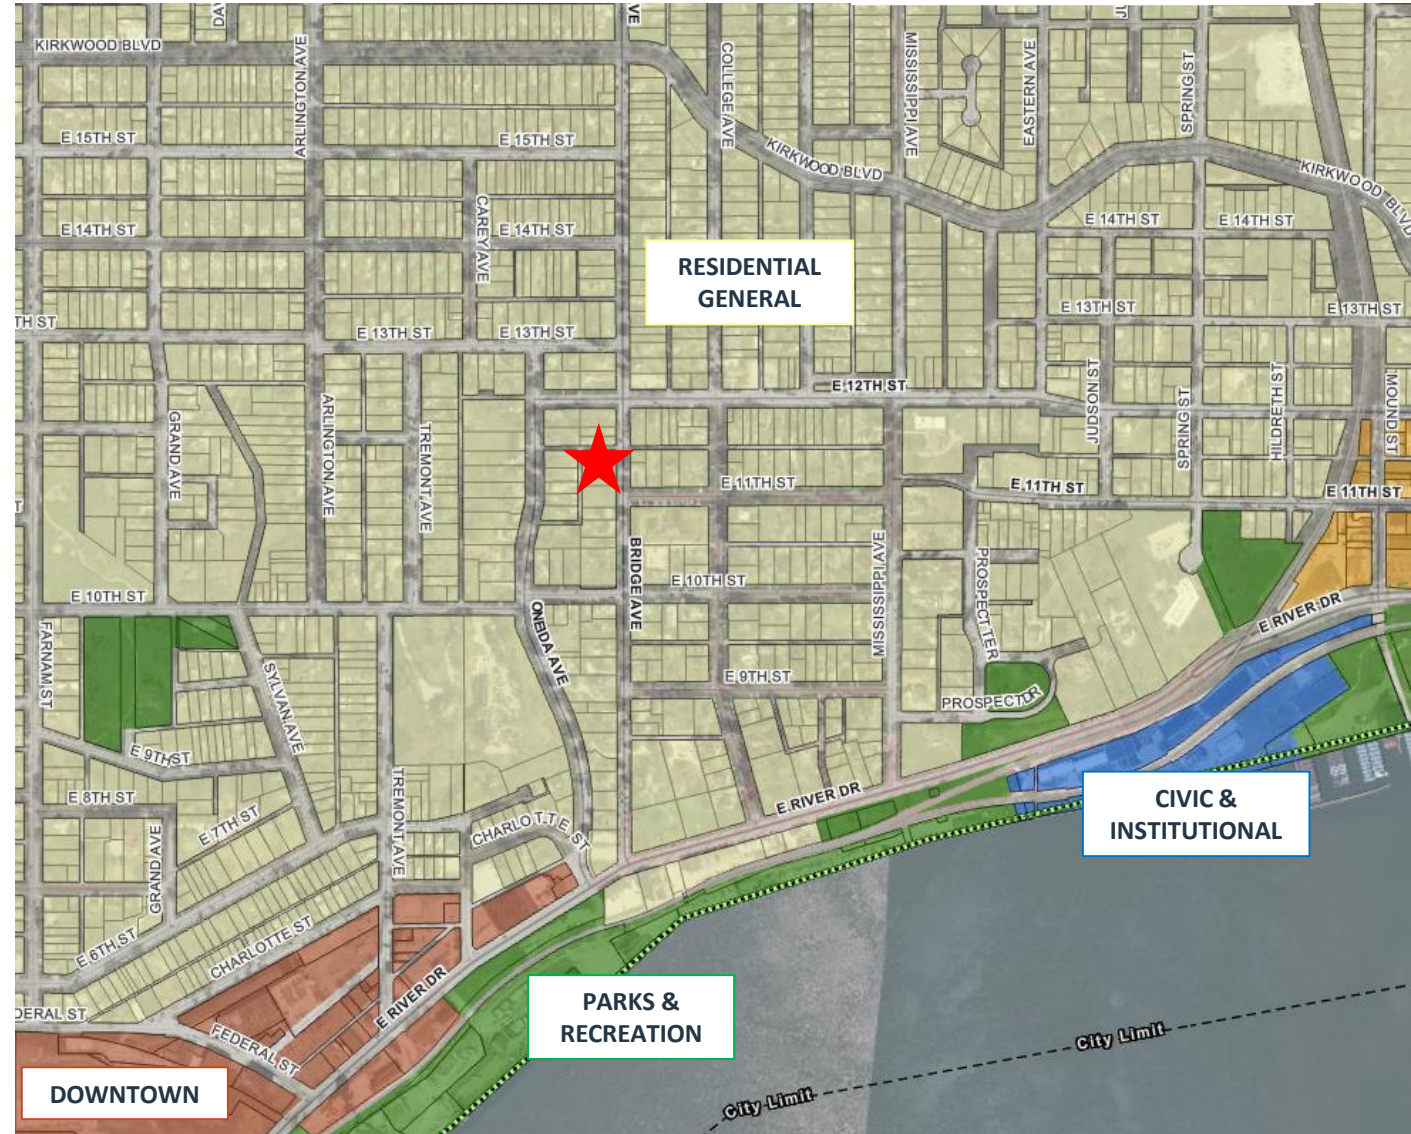 DA
VE
JU
KIRKWOOD BLVD
ARLINGTON AVE
COLLEGE AVE
MISSISSIPPI AVE
EASTERN AVE
SPRING ST
E 15TH ST
E 15TH ST
KIRKWOOD BLVD
KIRKWOOD BLVD
CAREY AVE
E 14TH ST
E 14TH ST
E 14TH ST
E 14TH ST
RESIDENTIAL
GENERAL
TH ST
E 13TH ST
E 13TH ST
E 13TH ST
E 13TH ST
E 12TH ST
JUDSON ST
SPRING ST
HILDRETH ST
MOUND ST
GRAND AVE
ARLINGTON AVE
TREMONT AVE
E 11TH ST
E 11TH ST
E 11TH ST
T
BRIDGE AVE
MISSISSIPPI AVE
PROSPECT TER
E 10TH ST
E 10TH ST
ONEIDA AVE
E RIVER DR
FARNAM ST
SYLVAN AVE
E 9TH ST
PROSPECT DR
E 9TH ST
E 8TH ST
TREMONT AVE
E RIVER DR
CIVIC &
INSTITUTIONAL
E 7TH ST
CHARLOTTE ST
GRAND AVE
E 6TH ST
CHARLOTTE ST
E RIVER DR
PARKS &
RECREATION
DERAL ST
FEDERAL ST
City Limit
DOWNTOWN
City Limit